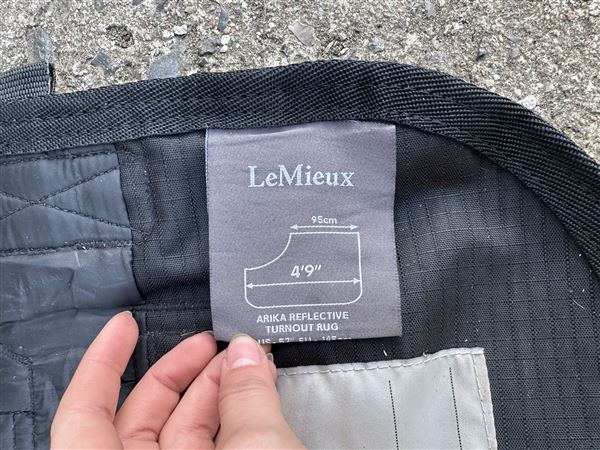 LeMieux
95cm
4'9"
ARIKA REFLECTIVE
TURNOUT RUG